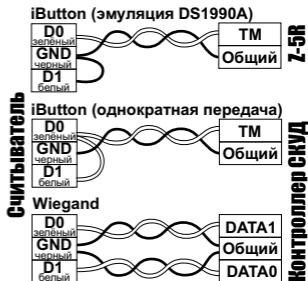 iButton (эмуляция DS1990A)
D0
зелёный
GND
черный
D1
белый
TM
Общий
Z-5R
iButton (однократная передача)
D0
зелёный
GND
черный
D1
белый
TM
Общий
Wiegand
D0
зелёный
GND
черный
D1
белый
DATA1
Общий
DATA0
Считыватель
Контроллер СКУД